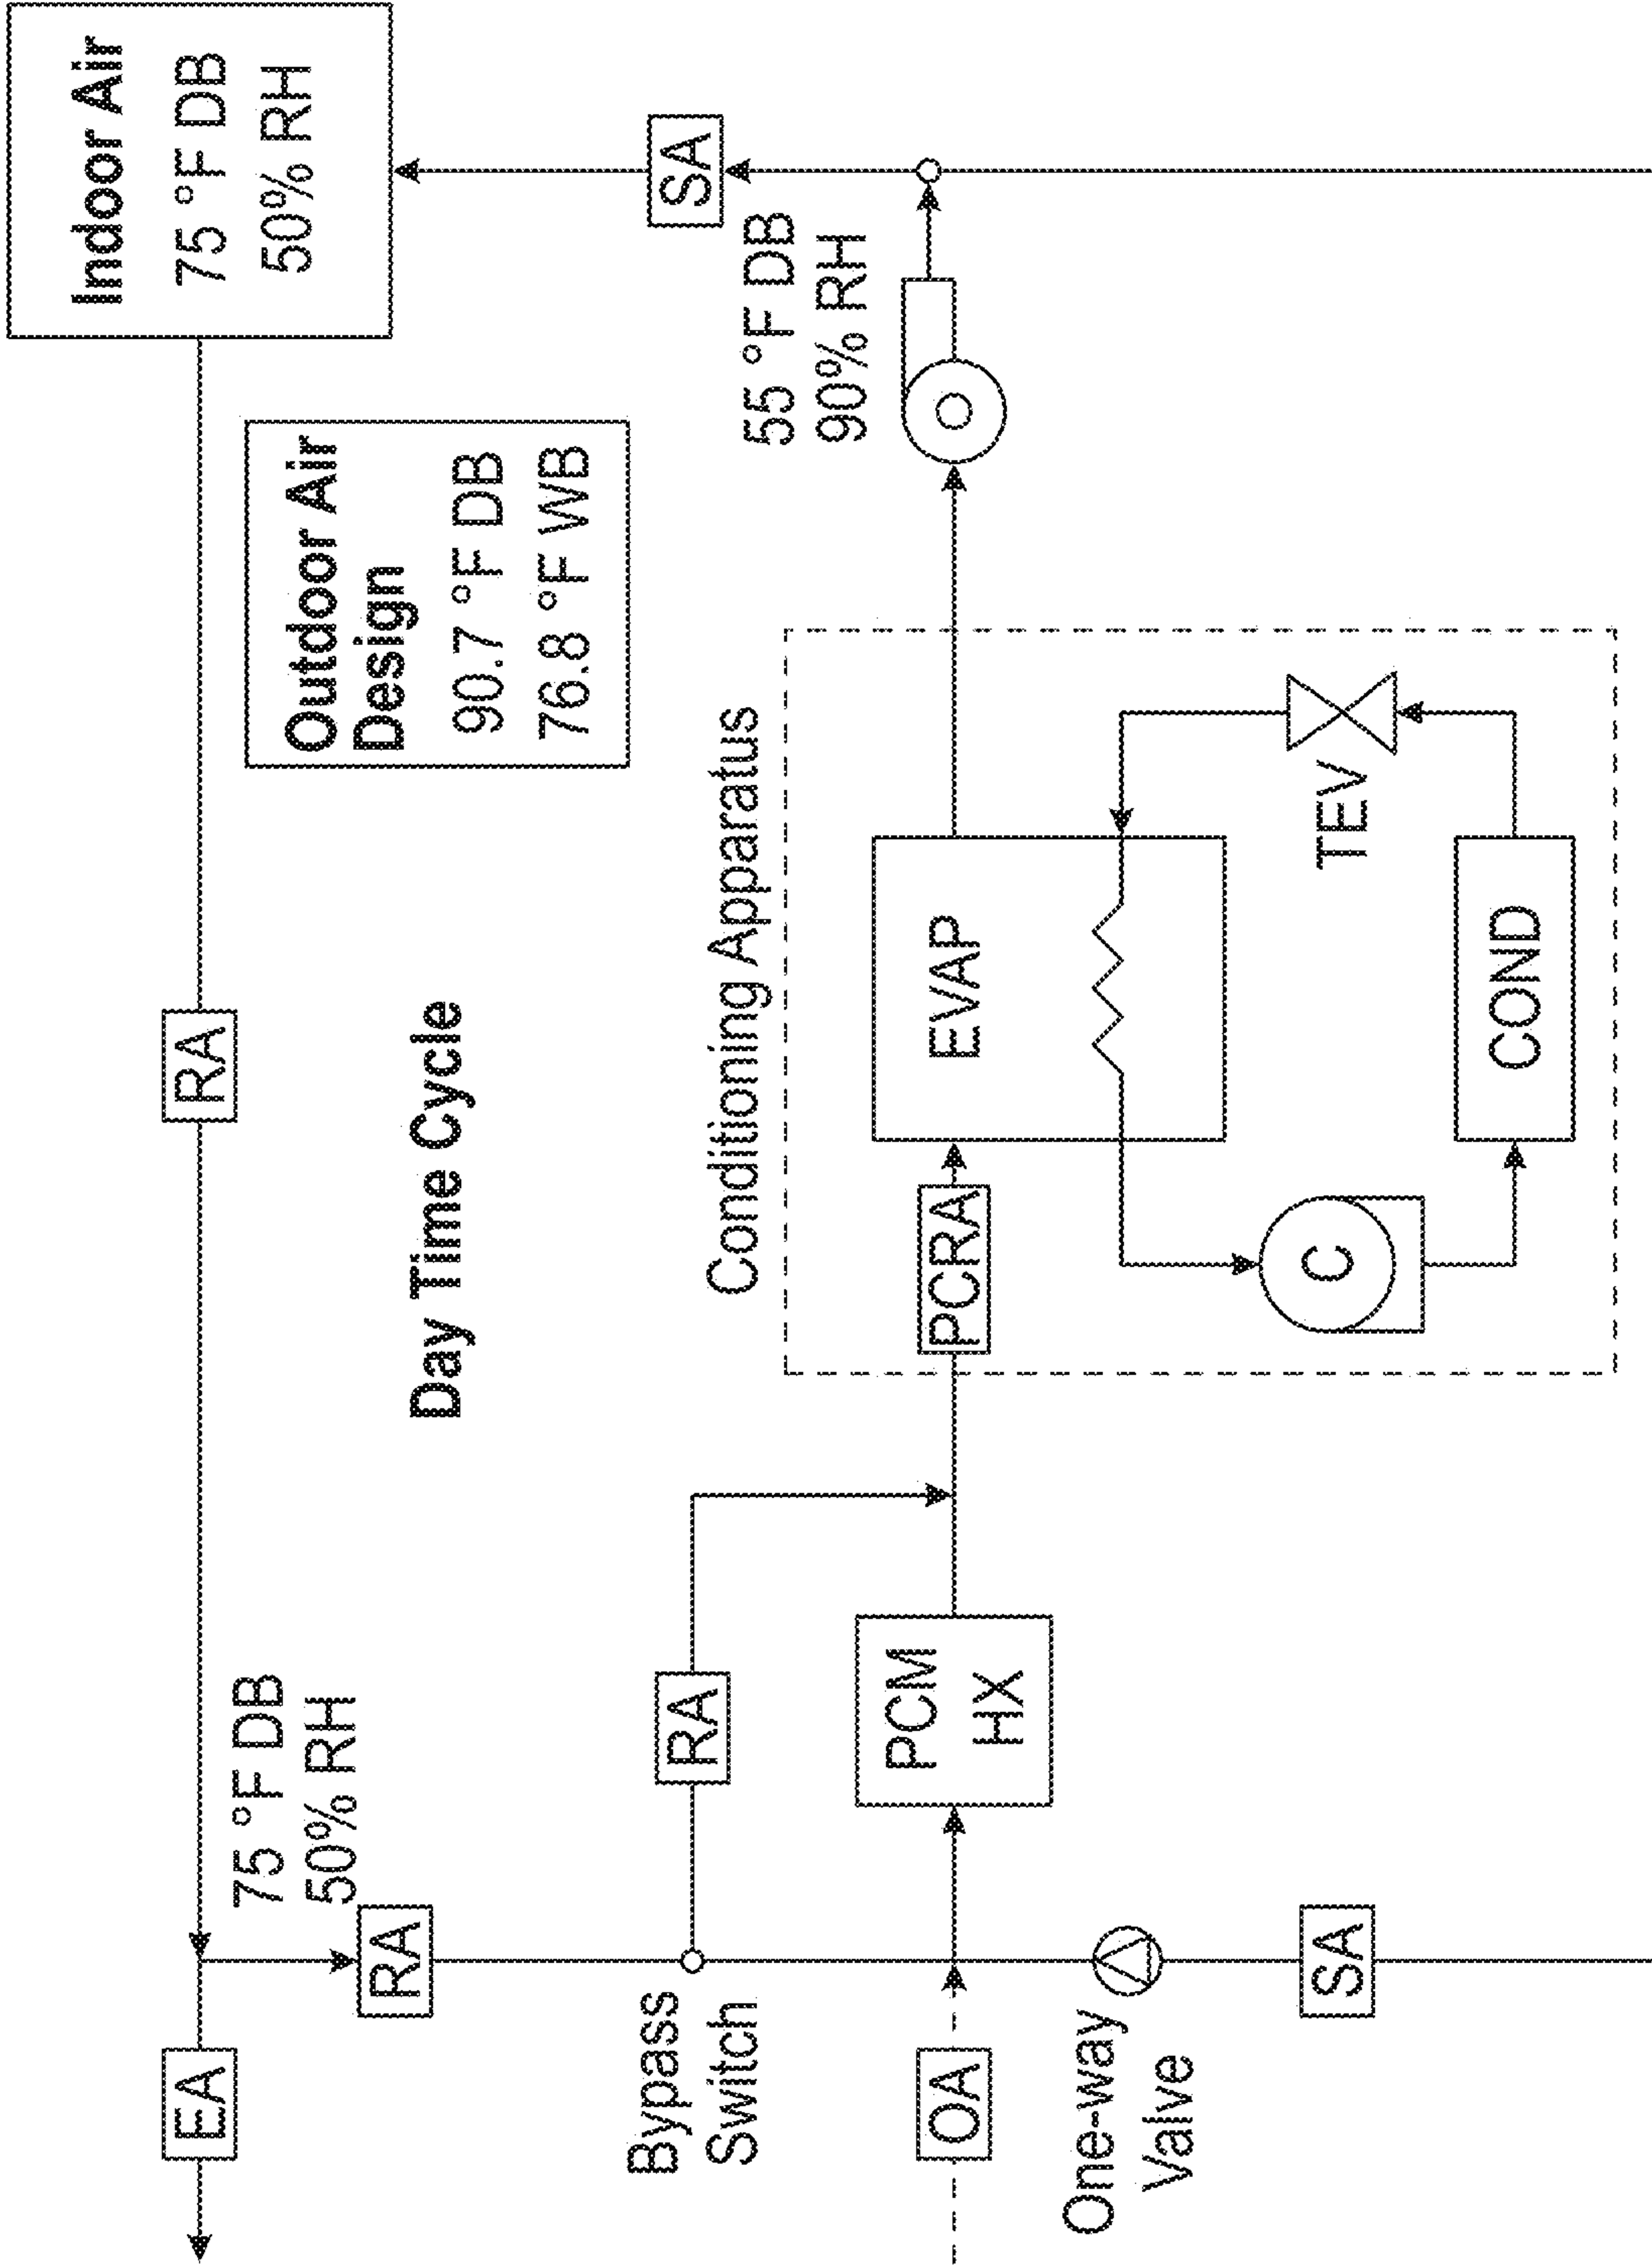 EA
RA
Indoor Air
75 °F DB
50% RH
75 °F DB
50% RH
RA
Outdoor Air
Design
90.7 °F DB
76.8 °F WB
Day Time Cycle
Bypass
Switch
RA
SA
55 °F DB
90% RH
Conditioning Apparatus
OA
PCM
HX
PCRA
EVAP
One-way
Valve
SA
C
TEV
COND